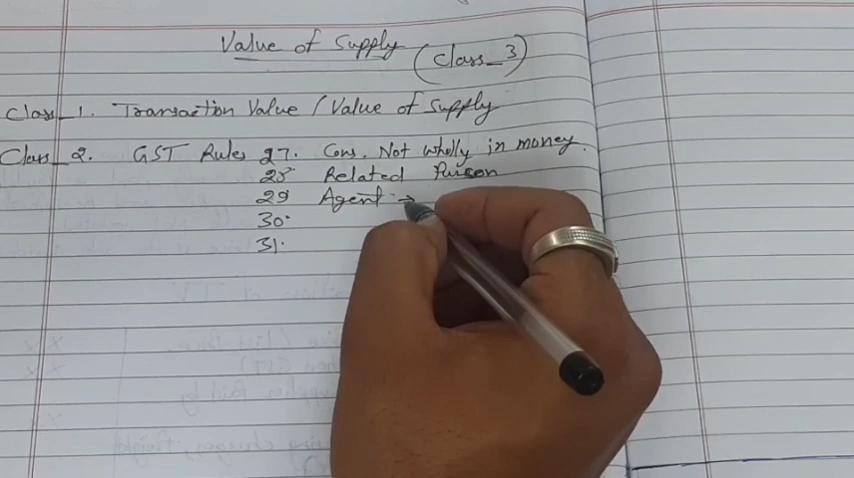 Value of Supply (Class_3)
Class_1. Transaction Value / Value of Supply
Class_2. GST Rules 27. Cons. Not wholly in money.
28. Related Person
29 Agent →
30.
31.